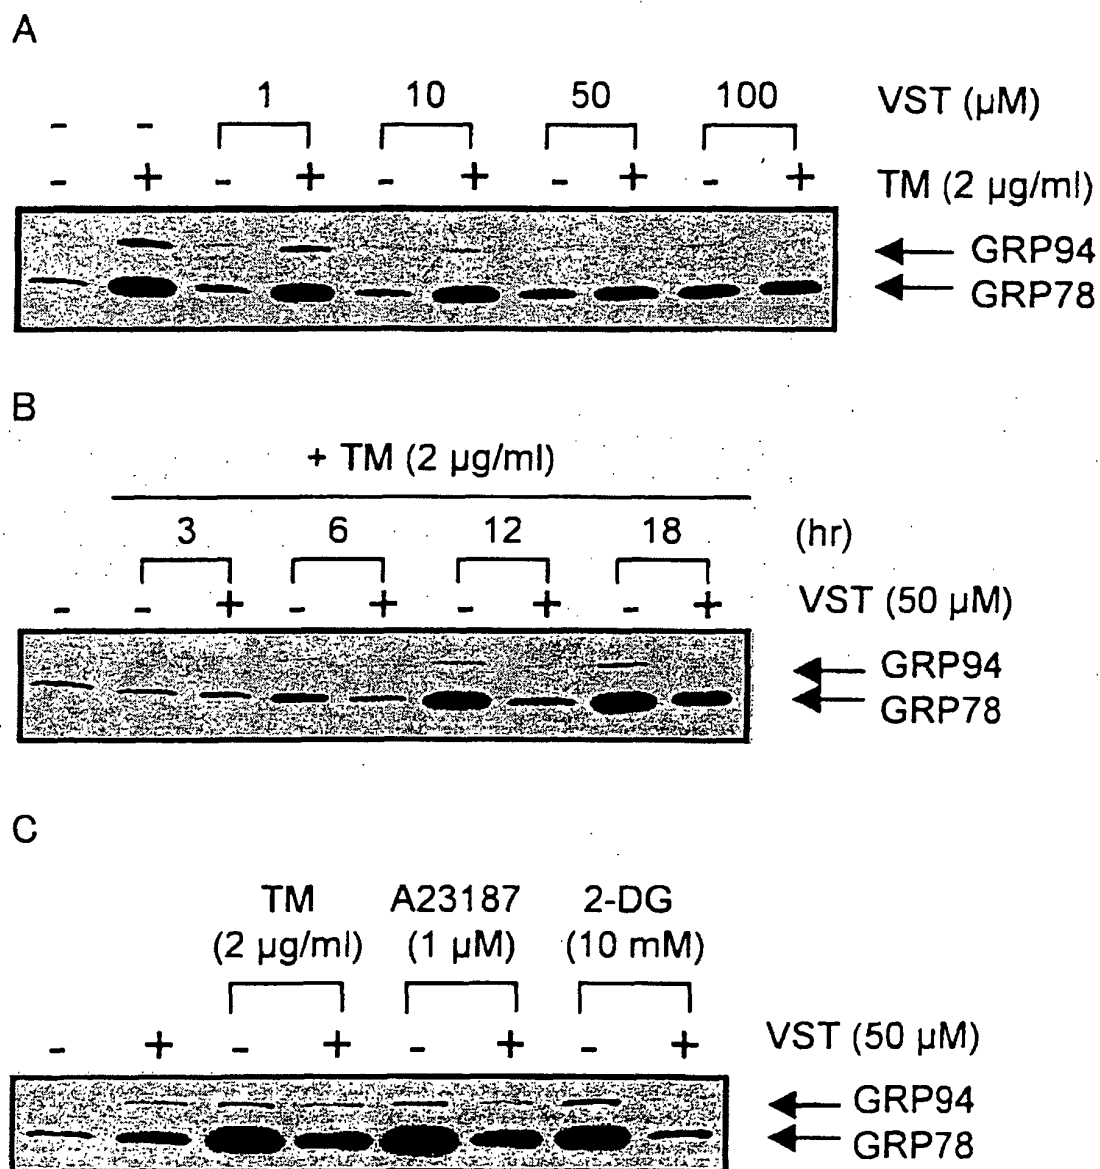 A
1 10 50 100 VST (µM)
- -
- + - + - + - + - + TM (2 µg/ml)
GRP94
GRP78
B
+ TM (2 µg/ml)
3 6 12 18 (hr)
- - + - + - + - + VST (50 µM)
GRP94
GRP78
C
TM A23187 2-DG
(2 µg/ml) (1 µM) (10 mM)
- + - + - + - + VST (50 µM)
GRP94
GRP78